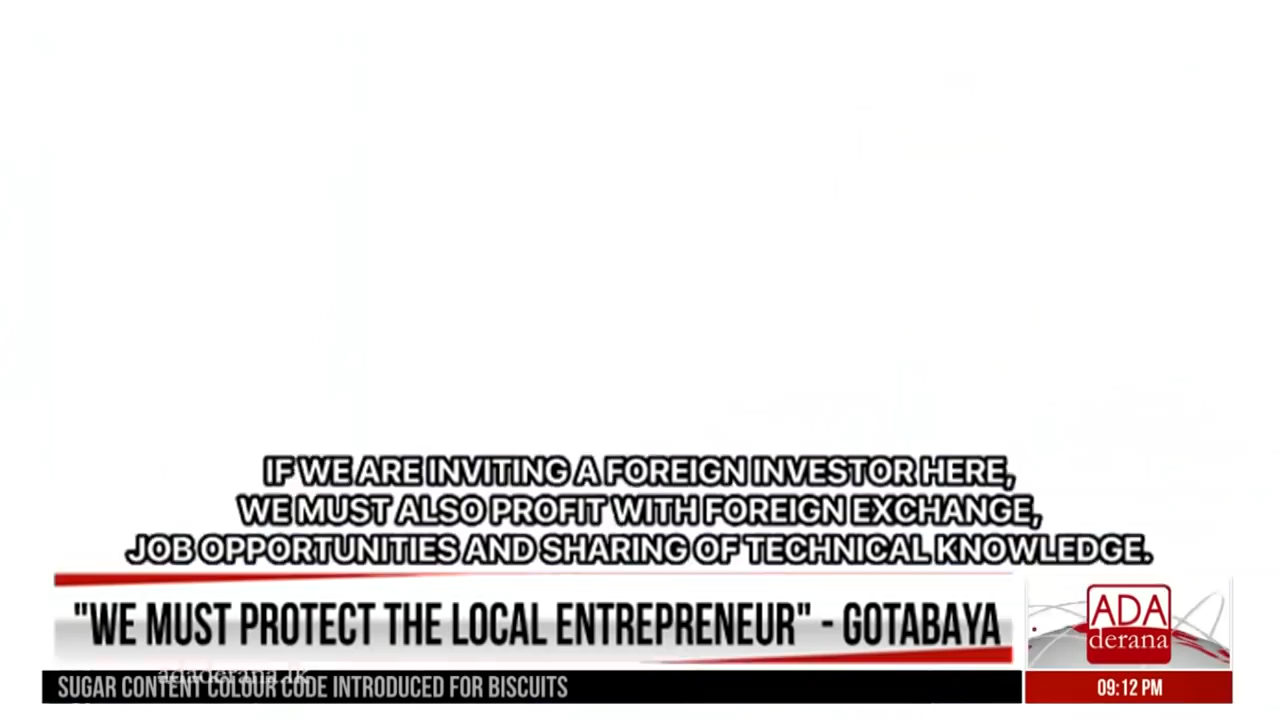 IF WE ARE INVITING A FOREIGN INVESTOR HERE,
WE MUST ALSO PROFIT WITH FOREIGN EXCHANGE,
JOB OPPORTUNITIES AND SHARING OF TECHNICAL KNOWLEDGE.
"WE MUST PROTECT THE LOCAL ENTREPRENEUR" - GOTABAYA
ADA
derana
adaderana.lk
SUGAR CONTENT COLOUR CODE INTRODUCED FOR BISCUITS
09:12 PM